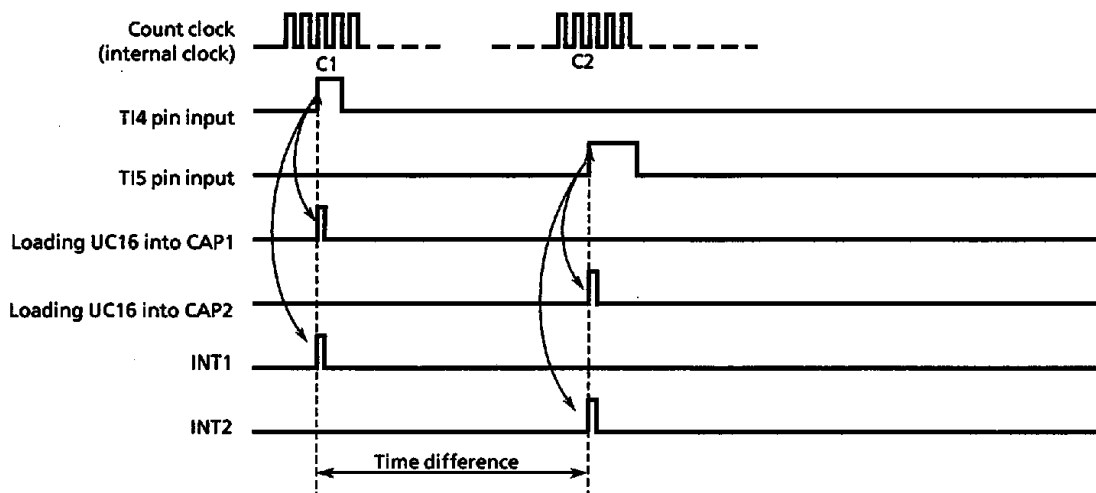 Count clock
(internal clock)
C1
C2
TI4 pin input
TI5 pin input
Loading UC16 into CAP1
Loading UC16 into CAP2
INT1
INT2
Time difference